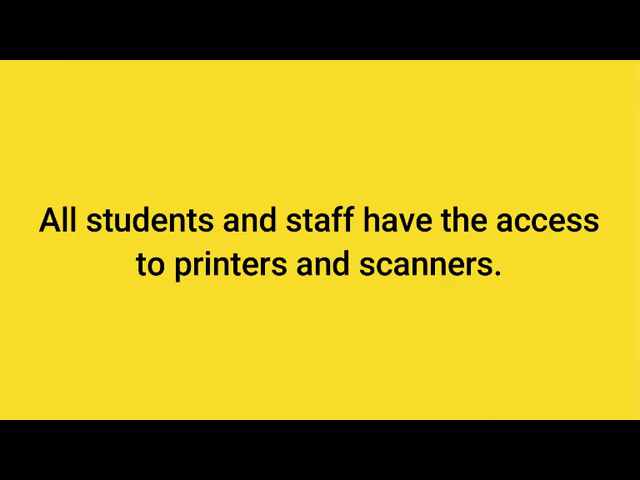 All students and staff have the access
to printers and scanners.